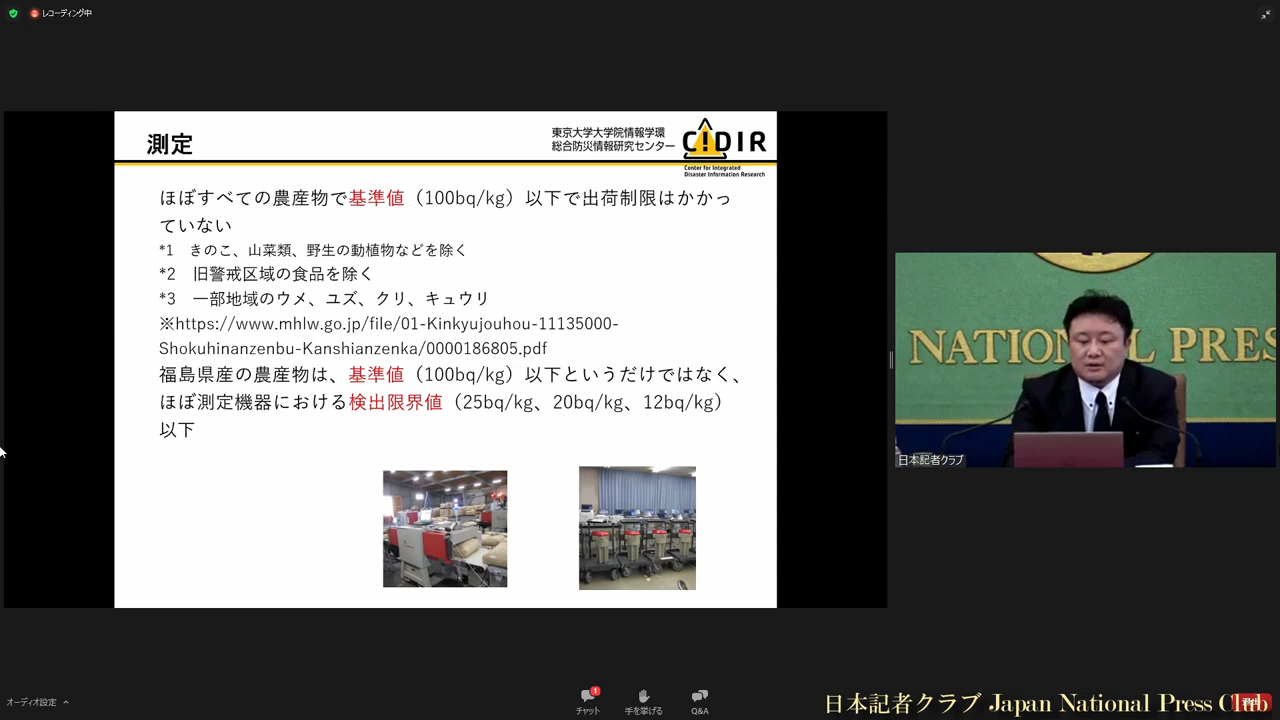 レコーディング中
測定
東京大学大学院情報学環
総合防災情報研究センター
C!DIR
Center for Integrated
Disaster Information Research
ほぼすべての農産物で基準値（100bq/kg）以下で出荷制限はかかっ
ていない
*1　きのこ、山菜類、野生の動植物などを除く
*2　旧警戒区域の食品を除く
*3　一部地域のウメ、ユズ、クリ、キュウリ
※https://www.mhlw.go.jp/file/01-Kinkyujouhou-11135000-
Shokuhinanzenbu-Kanshianzenka/0000186805.pdf
福島県産の農産物は、基準値（100bq/kg）以下というだけではなく、
ほぼ測定機器における検出限界値（25bq/kg、20bq/kg、12bq/kg）
以下
NATIONAL PRES
日本記者クラブ
オーディオ設定
1
チャット
手を挙げる
Q&A
日本記者クラブ Japan National Press Club